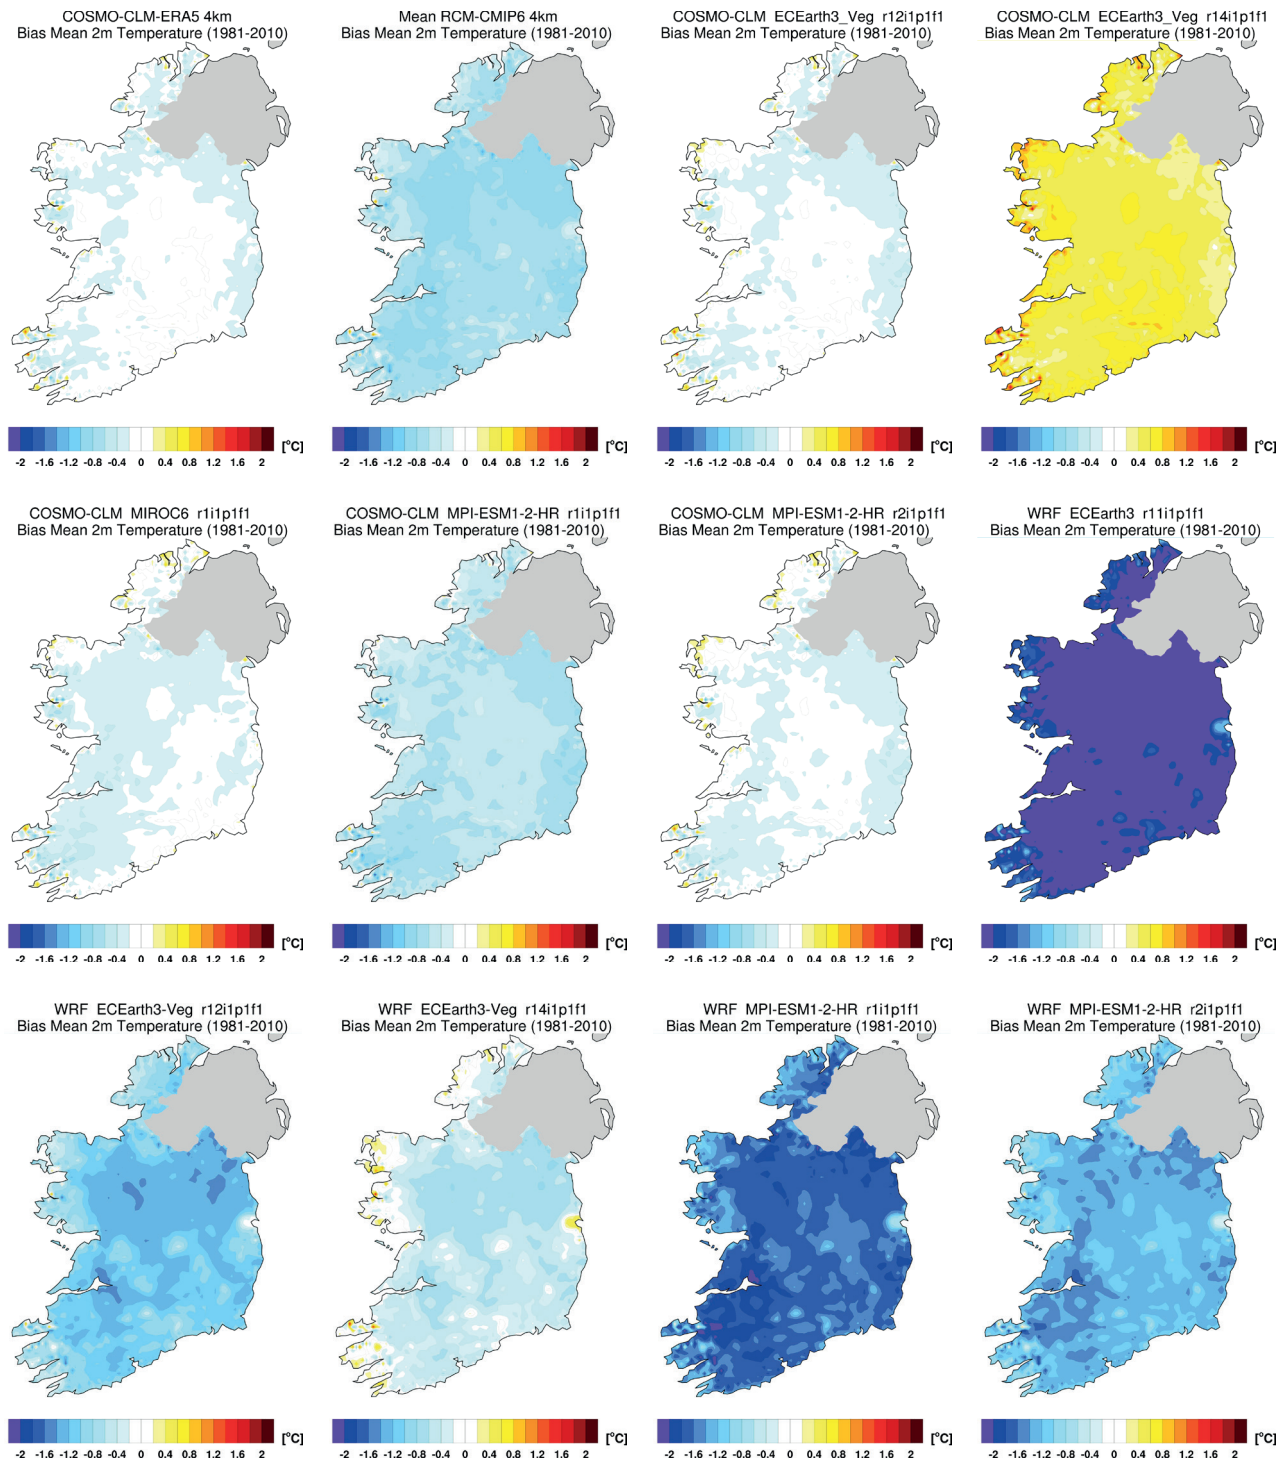 COSMO-CLM-ERA5 4km
Bias Mean 2m Temperature (1981-2010)
Mean RCM-CMIP6 4km
Bias Mean 2m Temperature (1981-2010)
COSMO-CLM ECEarth3_Veg r12i1p1f1
Bias Mean 2m Temperature (1981-2010)
COSMO-CLM ECEarth3_Veg r14i1p1f1
Bias Mean 2m Temperature (1981-2010)
-2 -1.6 -1.2 -0.8 -0.4 0 0.4 0.8 1.2 1.6 2 [°C]
-2 -1.6 -1.2 -0.8 -0.4 0 0.4 0.8 1.2 1.6 2 [°C]
-2 -1.6 -1.2 -0.8 -0.4 0 0.4 0.8 1.2 1.6 2 [°C]
-2 -1.6 -1.2 -0.8 -0.4 0 0.4 0.8 1.2 1.6 2 [°C]
COSMO-CLM MIROC6 r1i1p1f1
Bias Mean 2m Temperature (1981-2010)
COSMO-CLM MPI-ESM1-2-HR r1i1p1f1
Bias Mean 2m Temperature (1981-2010)
COSMO-CLM MPI-ESM1-2-HR r2i1p1f1
Bias Mean 2m Temperature (1981-2010)
WRF ECEarth3 r11i1p1f1
Bias Mean 2m Temperature (1981-2010)
-2 -1.6 -1.2 -0.8 -0.4 0 0.4 0.8 1.2 1.6 2 [°C]
-2 -1.6 -1.2 -0.8 -0.4 0 0.4 0.8 1.2 1.6 2 [°C]
-2 -1.6 -1.2 -0.8 -0.4 0 0.4 0.8 1.2 1.6 2 [°C]
-2 -1.6 -1.2 -0.8 -0.4 0 0.4 0.8 1.2 1.6 2 [°C]
WRF ECEarth3-Veg r12i1p1f1
Bias Mean 2m Temperature (1981-2010)
WRF ECEarth3-Veg r14i1p1f1
Bias Mean 2m Temperature (1981-2010)
WRF MPI-ESM1-2-HR r1i1p1f1
Bias Mean 2m Temperature (1981-2010)
WRF MPI-ESM1-2-HR r2i1p1f1
Bias Mean 2m Temperature (1981-2010)
-2 -1.6 -1.2 -0.8 -0.4 0 0.4 0.8 1.2 1.6 2 [°C]
-2 -1.6 -1.2 -0.8 -0.4 0 0.4 0.8 1.2 1.6 2 [°C]
-2 -1.6 -1.2 -0.8 -0.4 0 0.4 0.8 1.2 1.6 2 [°C]
-2 -1.6 -1.2 -0.8 -0.4 0 0.4 0.8 1.2 1.6 2 [°C]